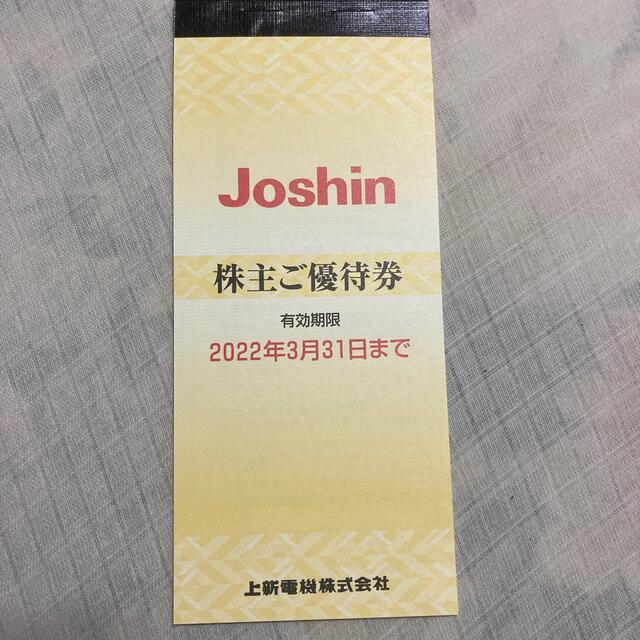 Joshin
株主ご優待券
有効期限
2022年3月31日まで
上新電機株式会社